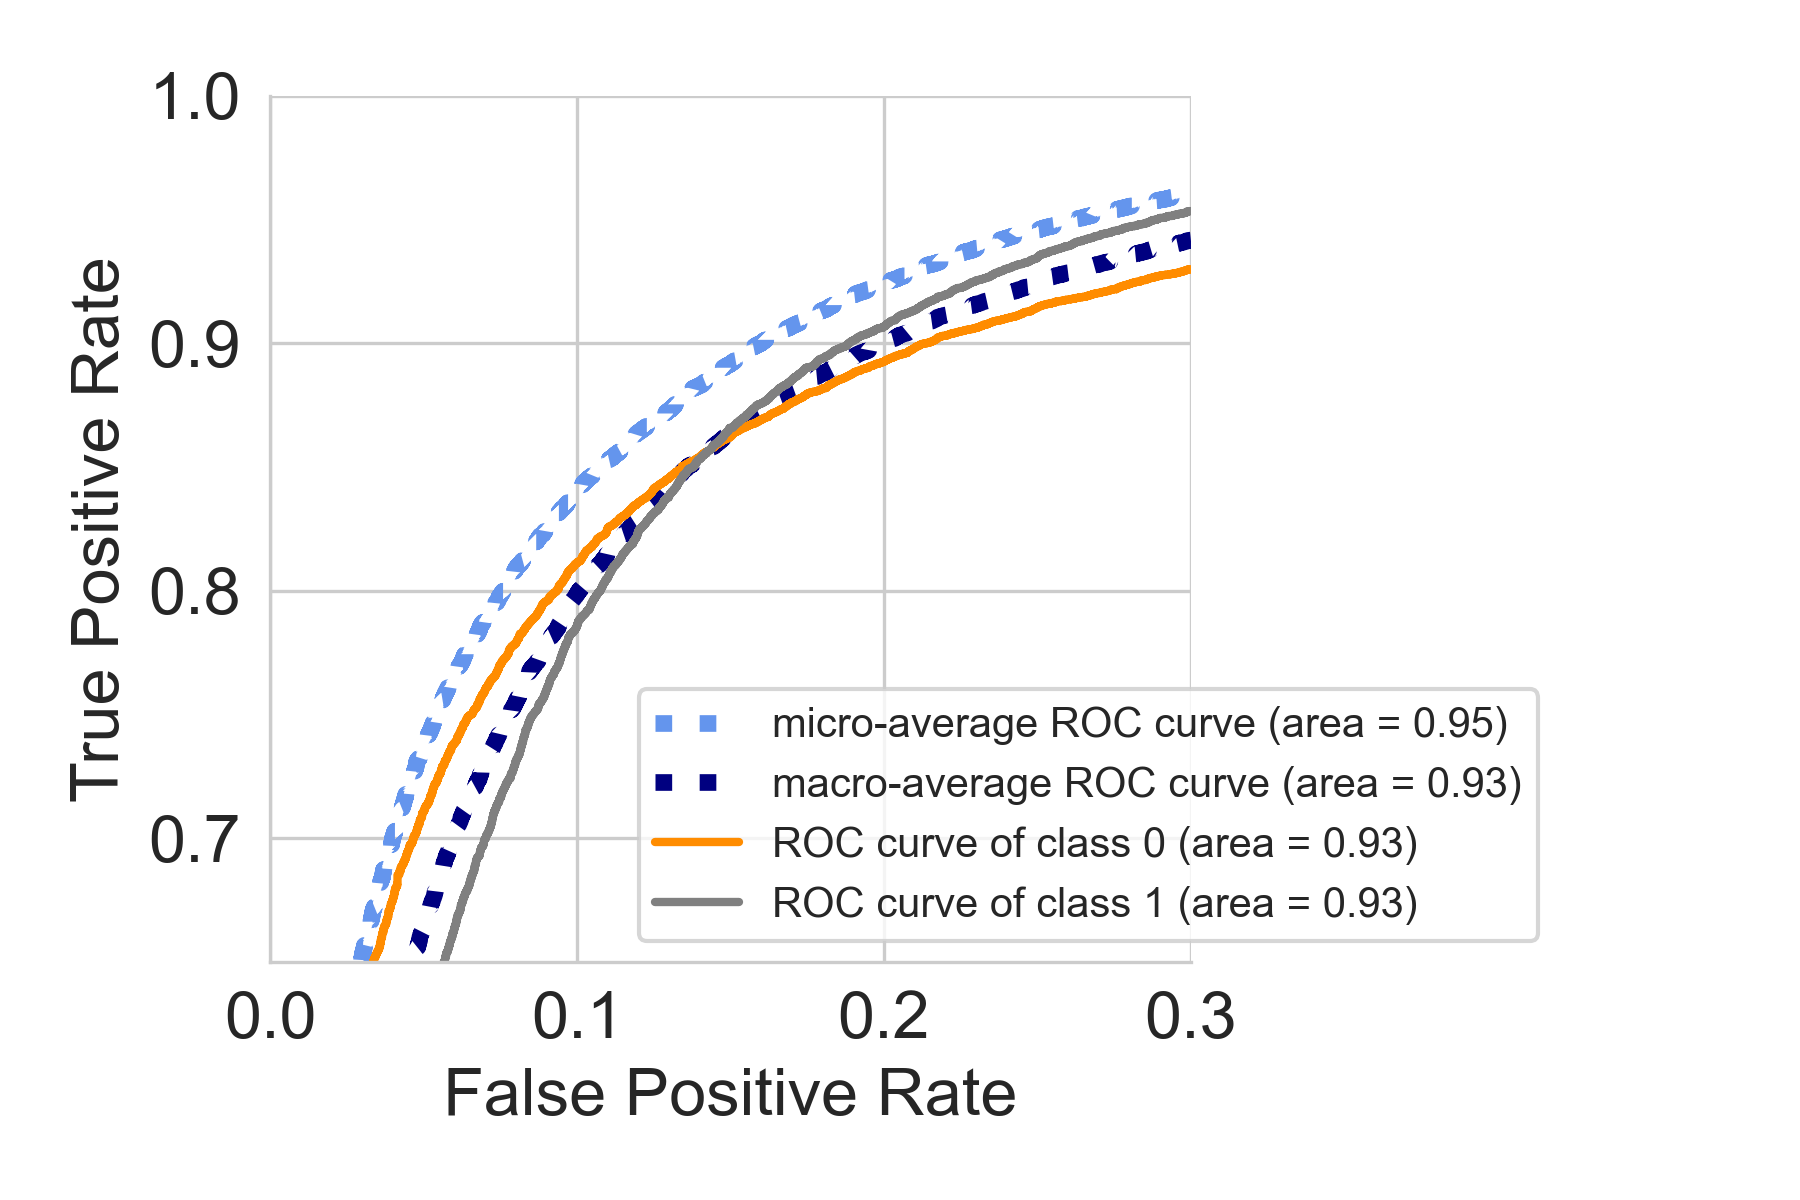 True Positive Rate
1.0
0.9
0.8
0.7
micro-average ROC curve (area = 0.95)
macro-average ROC curve (area = 0.93)
ROC curve of class 0 (area = 0.93)
ROC curve of class 1 (area = 0.93)
0.0 0.1 0.2 0.3
False Positive Rate